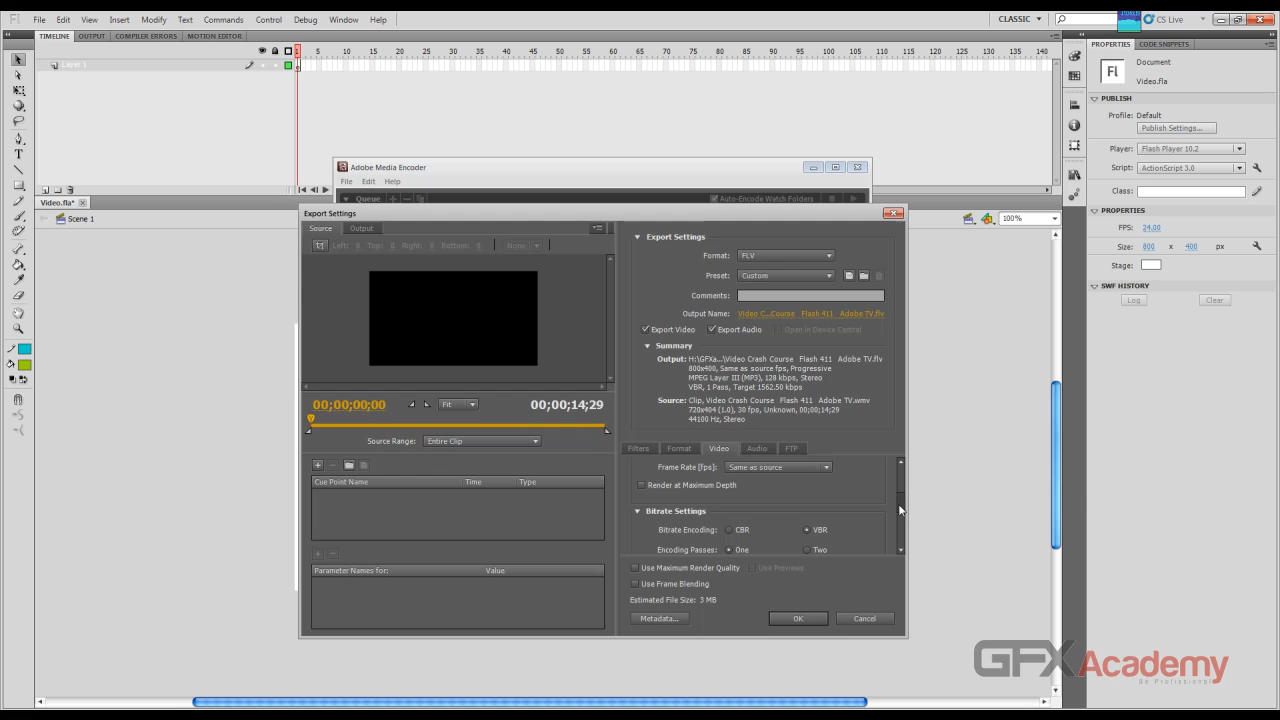 Fl File Edit View Insert Modify Text Commands Control Debug Window Help CLASSIC CS Live
TIMELINE OUTPUT COMPILER ERRORS MOTION EDITOR
1 5 10 15 20 25 30 35 40 45 50 55 60 65 70 75 80 85 90 95 100 105 110 115 120 125 130 135 140
Layer 1
Video.fla*
Scene 1
100%
PROPERTIES CODE SNIPPETS
Fl Document
Video.fla
PUBLISH
Profile: Default
Publish Settings...
Player: Flash Player 10.2
Script: ActionScript 3.0
Class:
PROPERTIES
FPS: 24.00
Size: 800 x 400 px
Stage:
SWF HISTORY
Log Clear
Adobe Media Encoder
File Edit Help
Queue Auto-Encode Watch Folders
Export Settings
Source Output
Left: 0 Top: 0 Right: 0 Bottom: 0 None
00;00;00;00 Fit 00;00;14;29
Source Range: Entire Clip
Cue Point Name Time Type
Parameter Names for: Value
Export Settings
Format: FLV
Preset: Custom
Comments:
Output Name: Video C...Course Flash 411 Adobe TV.flv
Export Video Export Audio Open in Device Central
Summary
Output: H:\GFXa...\Video Crash Course Flash 411 Adobe TV.flv
800x400, Same as source fps, Progressive
MPEG Layer III (MP3), 128 kbps, Stereo
VBR, 1 Pass, Target 1562.50 kbps
Source: Clip, Video Crash Course Flash 411 Adobe TV.wmv
720x404 (1.0), 30 fps, Unknown, 00;00;14;29
44100 Hz, Stereo
Filters Format Video Audio FTP
Frame Rate [fps]: Same as source
Render at Maximum Depth
Bitrate Settings
Bitrate Encoding: CBR VBR
Encoding Passes: One Two
Use Maximum Render Quality Use Previews
Use Frame Blending
Estimated File Size: 3 MB
Metadata... OK Cancel
GFXAcademy
Be Professional